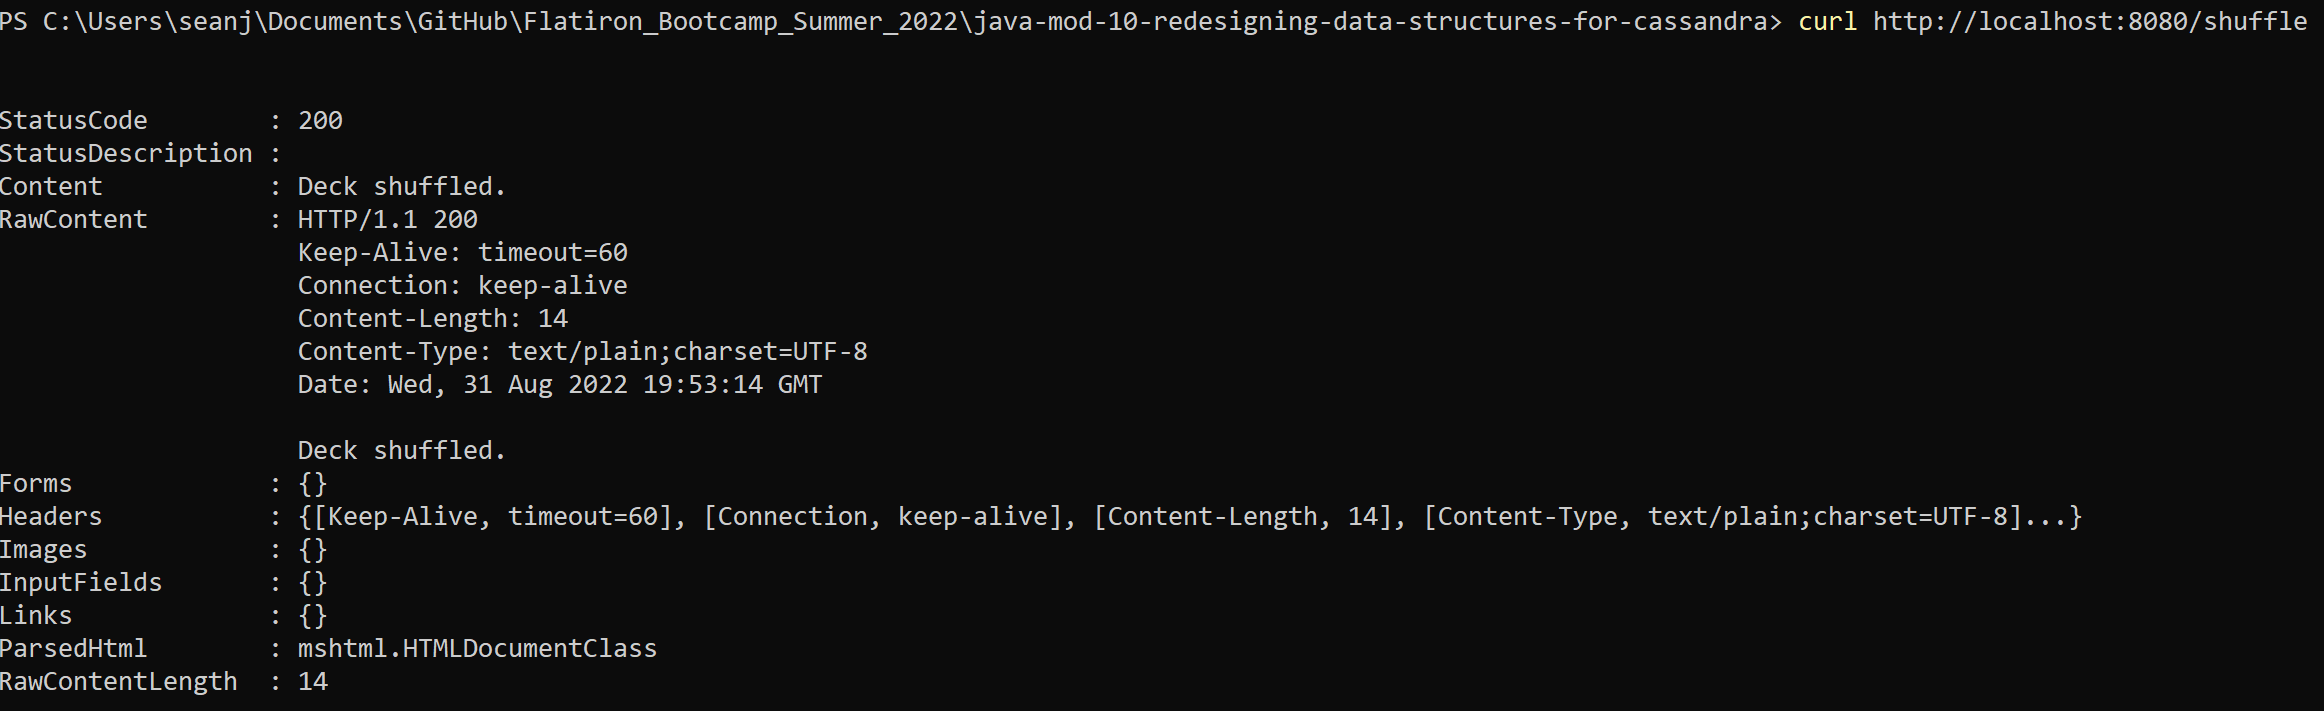 PS C:\Users\seanj\Documents\GitHub\Flatiron_Bootcamp_Summer_2022\java-mod-10-redesigning-data-structures-for-cassandra> curl http://localhost:8080/shuffle
StatusCode        : 200
StatusDescription :
Content           : Deck shuffled.
RawContent        : HTTP/1.1 200
                    Keep-Alive: timeout=60
                    Connection: keep-alive
                    Content-Length: 14
                    Content-Type: text/plain;charset=UTF-8
                    Date: Wed, 31 Aug 2022 19:53:14 GMT
                    Deck shuffled.
Forms             : {}
Headers           : {[Keep-Alive, timeout=60], [Connection, keep-alive], [Content-Length, 14], [Content-Type, text/plain;charset=UTF-8]...}
Images            : {}
InputFields       : {}
Links             : {}
ParsedHtml        : mshtml.HTMLDocumentClass
RawContentLength  : 14